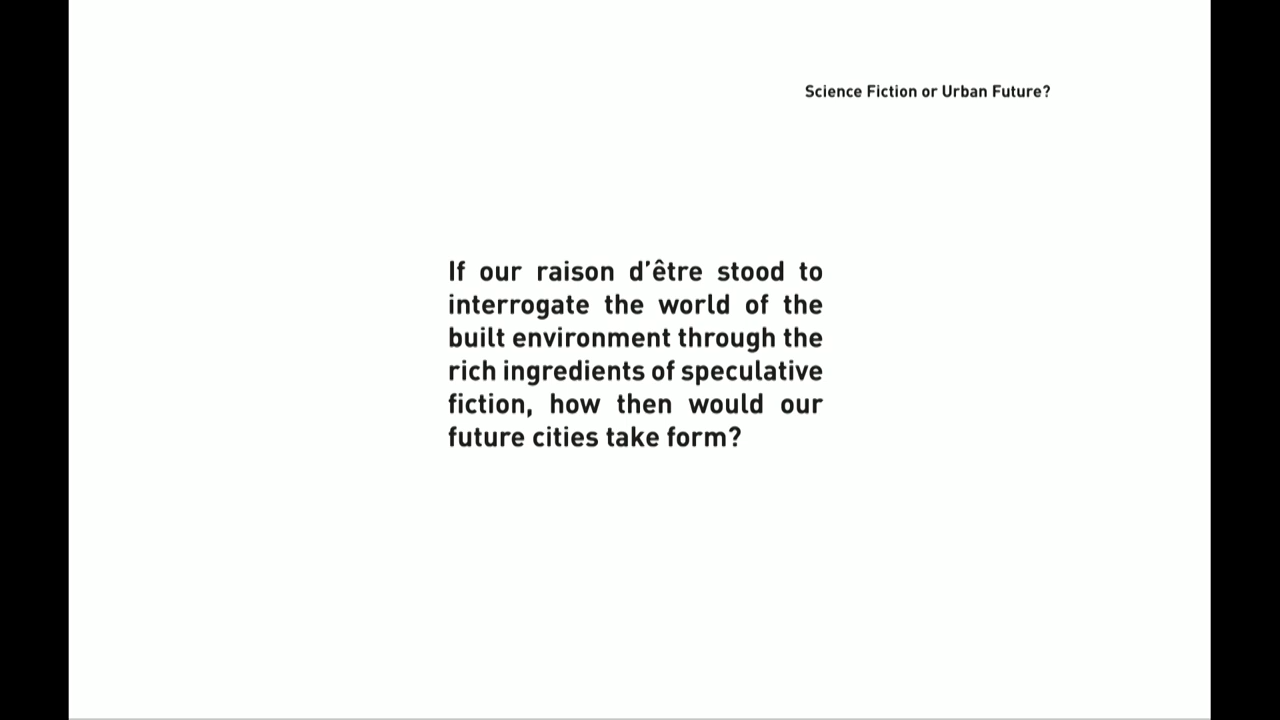 Science Fiction or Urban Future?
If our raison d'être stood to
interrogate the world of the
built environment through the
rich ingredients of speculative
fiction, how then would our
future cities take form?